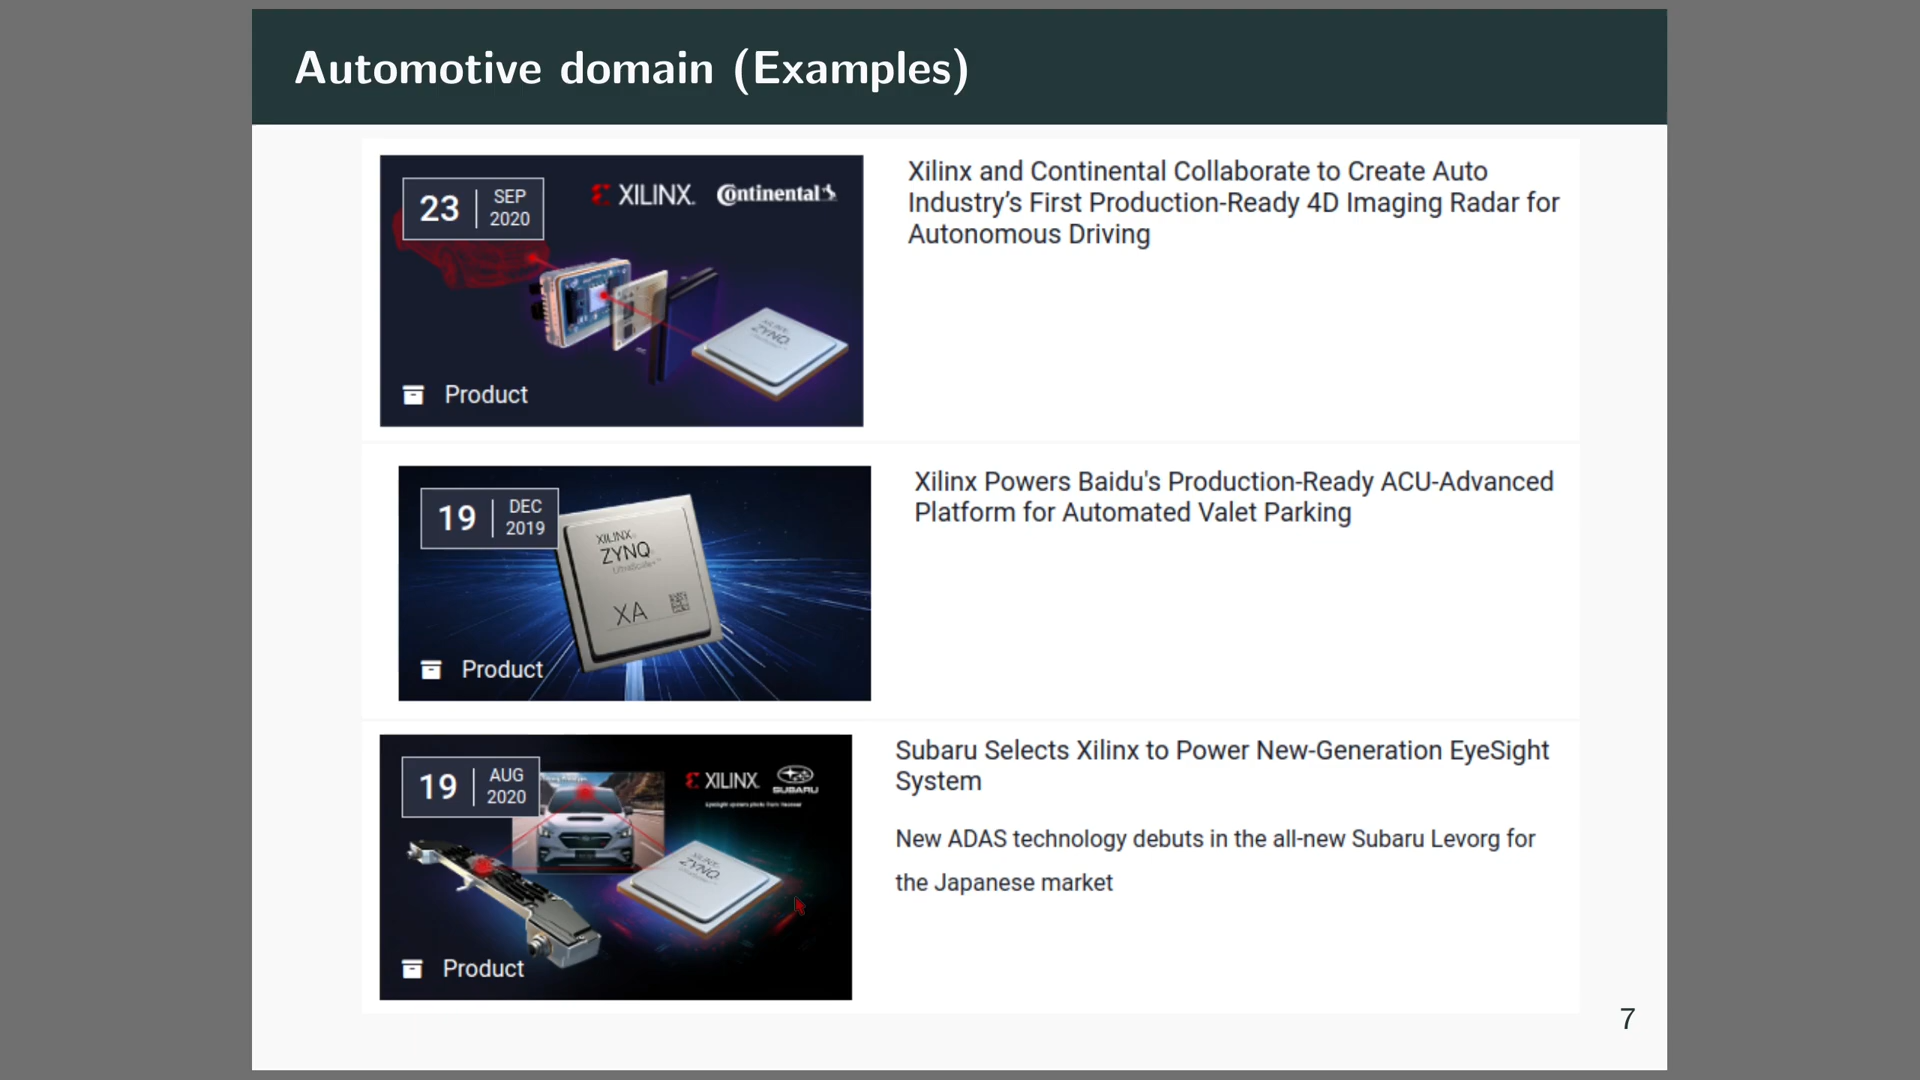 Automotive domain (Examples)
23
SEP
2020
XILINX
Continental
XILINX
ZYNQ
Product
Xilinx and Continental Collaborate to Create Auto
Industry’s First Production-Ready 4D Imaging Radar for
Autonomous Driving
19
DEC
2019
XILINX
ZYNQ
UltraScale+
XA
Product
Xilinx Powers Baidu's Production-Ready ACU-Advanced
Platform for Automated Valet Parking
19
AUG
2020
XILINX
SUBARU
XILINX
ZYNQ
Product
Subaru Selects Xilinx to Power New-Generation EyeSight
System
New ADAS technology debuts in the all-new Subaru Levorg for
the Japanese market
7